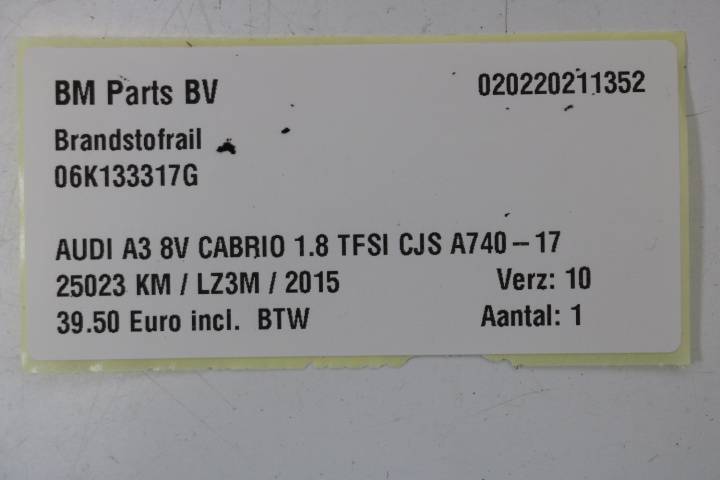 BM Parts BV 020220211352
Brandstofrail
06K133317G
AUDI A3 8V CABRIO 1.8 TFSI CJS A740 – 17
25023 KM / LZ3M / 2015 Verz: 10
39.50 Euro incl. BTW Aantal: 1